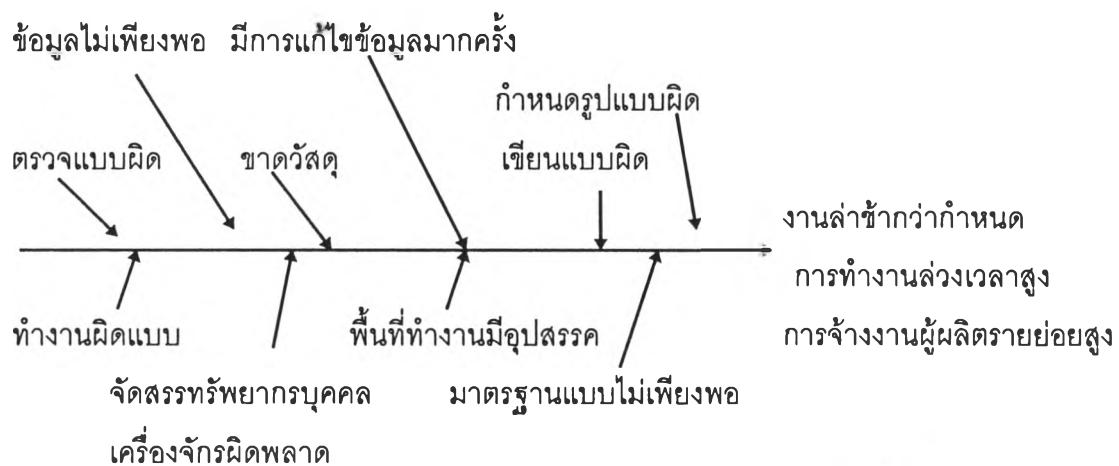 ข้อมูลไม่เพียงพอ มีการแก้ไขข้อมูลมากครั้ง
กำหนดรูปแบบผิด
ตรวจแบบผิด ขาดวัสดุ เขียนแบบผิด
งานล่าช้ากว่ากำหนด
การทำงานล่วงเวลาสูง
ทำงานผิดแบบ พื้นที่ทำงานมีอุปสรรค การจ้างงานผู้ผลิตรายย่อยสูง
จัดสรรทรัพยากรบุคคล มาตรฐานแบบไม่เพียงพอ
เครื่องจักรผิดพลาด